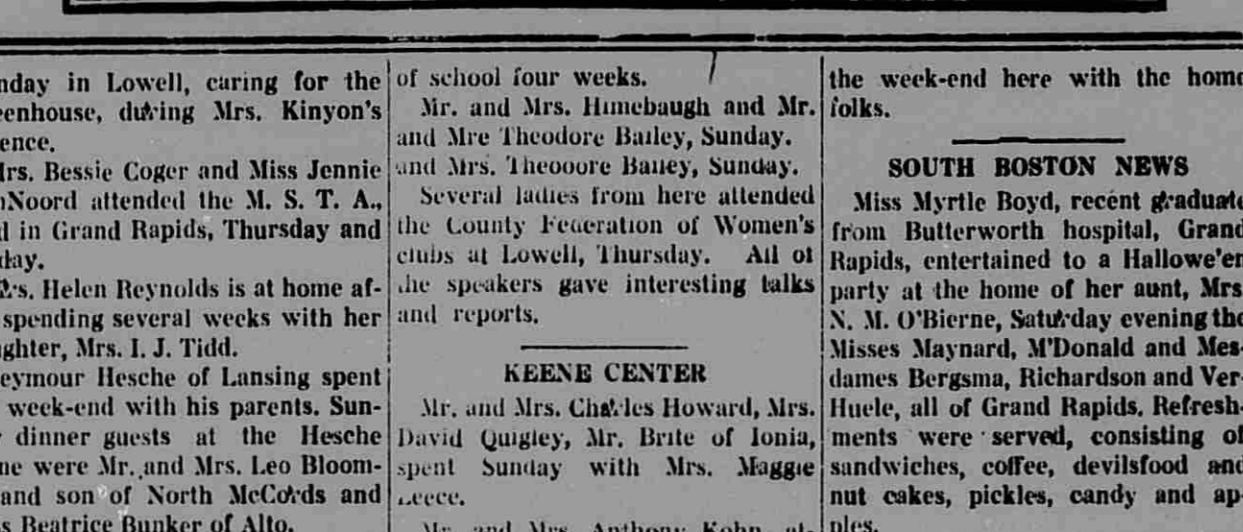 nday in Lowell, caring for the
eenhouse, during Mrs. Kinyon's
ence.
Mrs. Bessie Coger and Miss Jennie
Noord attended the M. S. T. A.,
d in Grand Rapids, Thursday and
day.
Mrs. Helen Reynolds is at home af-
spending several weeks with her
ghter, Mrs. I. J. Tidd.
eymour Hesche of Lansing spent
week-end with his parents. Sun-
dinner guests at the Hesche
me were Mr. and Mrs. Leo Bloom-
and son of North McCords and
s Beatrice Bunker of Alto.
of school four weeks.
Mr. and Mrs. Himebaugh and Mr.
and Mre Theodore Bailey, Sunday.
and Mrs. Theodore Bailey, Sunday.
Several ladies from here attended
the County Federation of Women's
clubs at Lowell, Thursday. All of
the speakers gave interesting talks
and reports.
KEENE CENTER
Mr. and Mrs. Charles Howard, Mrs.
David Quigley, Mr. Brite of Ionia,
spent Sunday with Mrs. Maggie
Leece.
Mr. and Mrs. Anthony Kohn, at-
the week-end here with the home
folks.
SOUTH BOSTON NEWS
Miss Myrtle Boyd, recent graduate
from Butterworth hospital, Grand
Rapids, entertained to a Hallowe'en
party at the home of her aunt, Mrs.
N. M. O'Bierne, Saturday evening the
Misses Maynard, M'Donald and Mes-
dames Bergsma, Richardson and Ver-
Huele, all of Grand Rapids. Refresh-
ments were served, consisting of
sandwiches, coffee, devilsfood and
nut cakes, pickles, candy and ap-
ples.